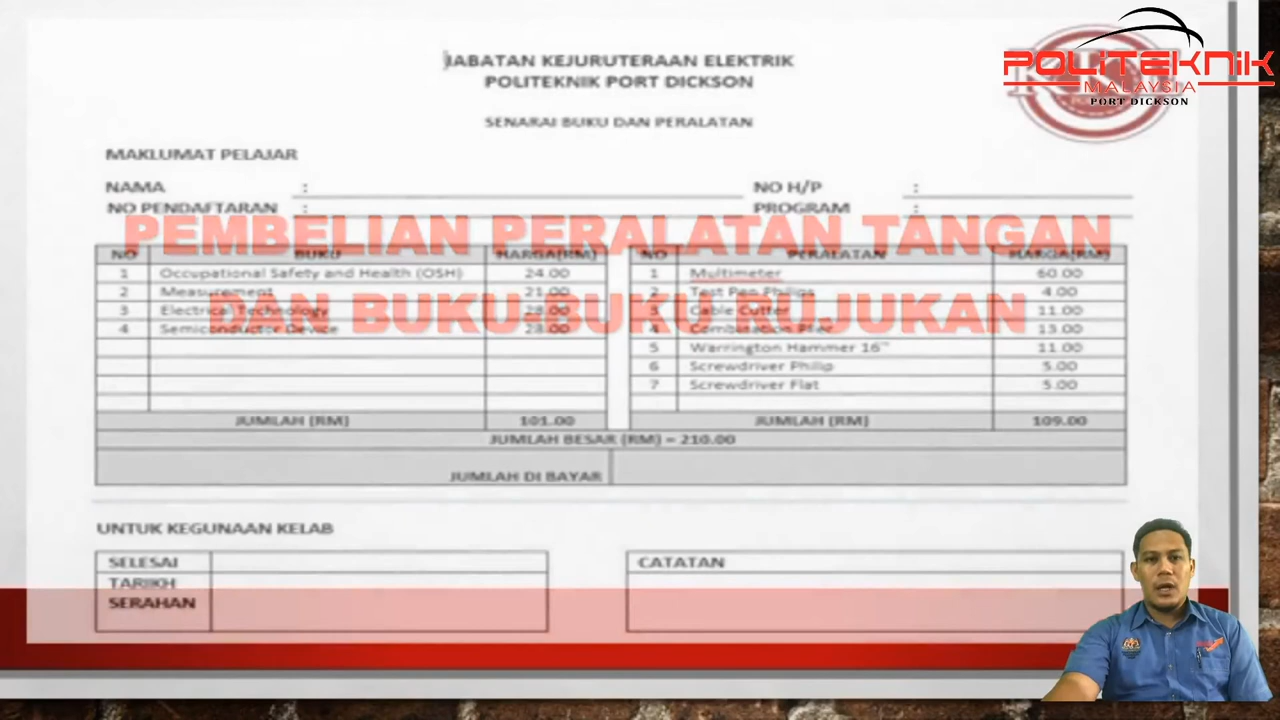 POLITEKNIK
MALAYSIA
PORT DICKSON
JABATAN KEJURUTERAAN ELEKTRIK
POLITEKNIK PORT DICKSON
SENARAI BUKU DAN PERALATAN
MAKLUMAT PELAJAR
NAMA : NO H/P :
NO PENDAFTARAN : PROGRAM :
PEMBELIAN PERALATAN TANGAN
DAN BUKU-BUKU RUJUKAN
NO BUKU HARGA(RM) NO PERALATAN HARGA(RM)
1 Occupational Safety and Health (OSH) 24.00 1 Multimeter 60.00
2 Measurement 21.00 2 Test Pen Philips 4.00
3 Electrical Technology 28.00 3 Cable Cutter 11.00
4 Semiconductor Device 28.00 4 Combination Plier 13.00
5 Warrington Hammer 16" 11.00
6 Screwdriver Philip 5.00
7 Screwdriver Flat 5.00
JUMLAH (RM) 101.00 JUMLAH (RM) 109.00
JUMLAH BESAR (RM) = 210.00
JUMLAH DI BAYAR
UNTUK KEGUNAAN KELAB
SELESAI CATATAN
TARIKH
SERAHAN